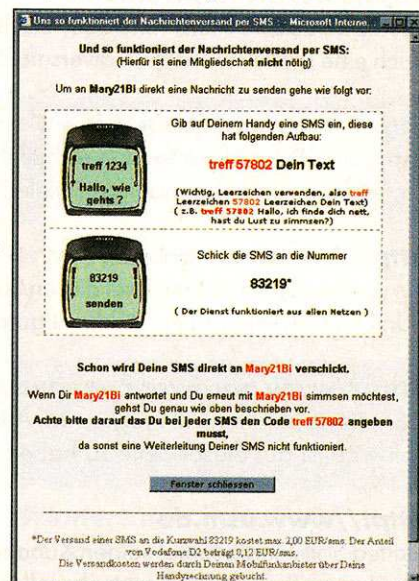 Und so funktioniert der Nachrichtenversand per SMS : - Microsoft Interne...
Und so funktioniert der Nachrichtenversand per SMS:
(Hierfür ist eine Mitgliedschaft nicht nötig)
Um an Mary21Bi direkt eine Nachricht zu senden gehe wie folgt vor:
Gib auf Deinem Handy eine SMS ein, diese
hat folgenden Aufbau:
treff 1234
Hallo, wie
gehts ?
treff 57802 Dein Text
(Wichtig, Leerzeichen verwenden, also treff
Leerzeichen 57802 Leerzeichen Dein Text)
( z.B. treff 57802 Hallo, ich finde dich nett,
hast du Lust zu simmsen?)
Schick die SMS an die Nummer
83219
senden
83219*
( Der Dienst funktioniert aus allen Netzen )
Schon wird Deine SMS direkt an Mary21Bi verschickt.
Wenn Dir Mary21Bi antwortet und Du erneut mit Mary21Bi simmsen möchtest,
gehst Du genau wie oben beschrieben vor.
Achte bitte darauf das Du bei jeder SMS den Code treff 57802 angeben
musst,
da sonst eine Weiterleitung Deiner SMS nicht funktioniert.
Fenster schliessen
*Der Versand einer SMS an die Kurzwahl 83219 kostet max. 2,00 EUR/sms. Der Anteil
von Vodafone D2 beträgt 0,12 EUR/sms.
Die Versandkosten werden durch Deinen Mobilfunkanbieter über Deine
Handyrechnung gebucht.